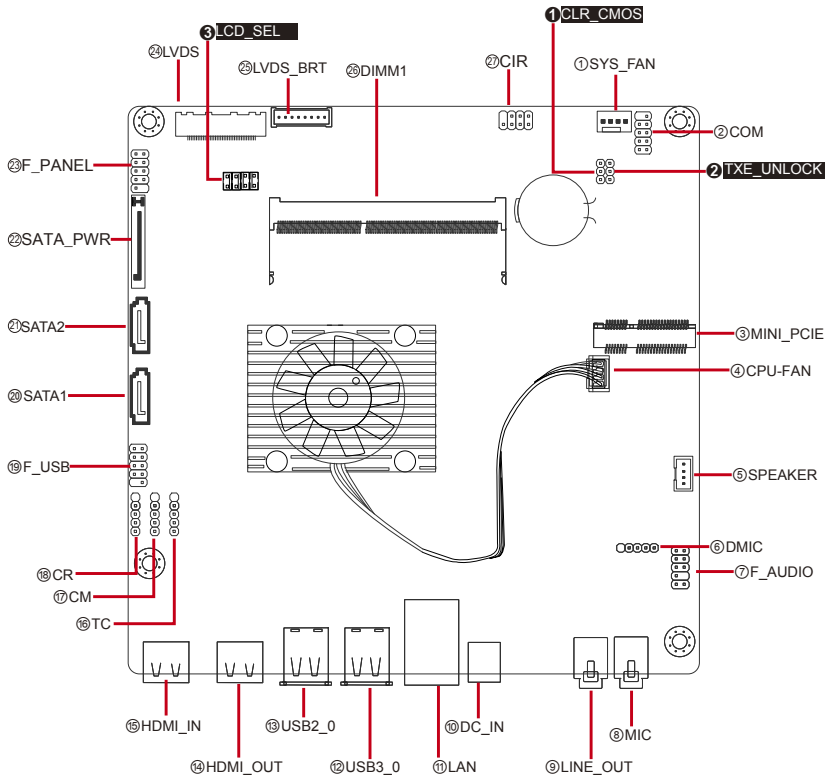 ❶CLR_CMOS
❸LCD_SEL
㉔LVDS
㉕LVDS_BRT
㉖DIMM1
㉗CIR
①SYS_FAN
②COM
㉓F_PANEL
❷TXE_UNLOCK
㉒SATA_PWR
㉑SATA2
③MINI_PCIE
④CPU-FAN
⑳SATA1
⑲F_USB
⑤SPEAKER
⑥DMIC
⑦F_AUDIO
⑱CR
⑰CM
⑯TC
⑮HDMI_IN
⑬USB2_0
⑩DC_IN
⑧MIC
⑭HDMI_OUT
⑫USB3_0
⑪LAN
⑨LINE_OUT